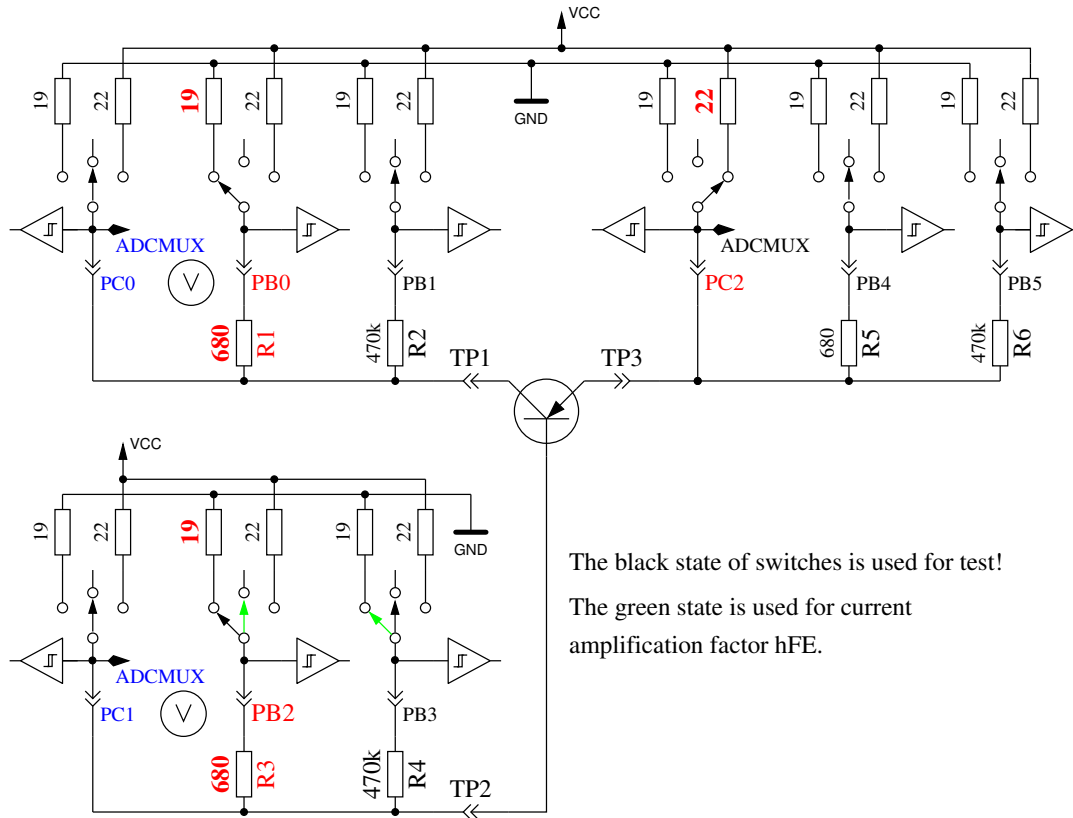 VCC
19
22
19
22
19
22
GND
19
22
19
22
19
22
ADCMUX
ADCMUX
PC0
V
PB0
PB1
PC2
PB4
PB5
680
R1
470k
R2
680
R5
470k
R6
TP1
TP3
VCC
19
22
19
22
19
22
GND
The black state of switches is used for test!
The green state is used for current
amplification factor hFE.
ADCMUX
PC1
V
PB2
PB3
680
R3
470k
R4
TP2